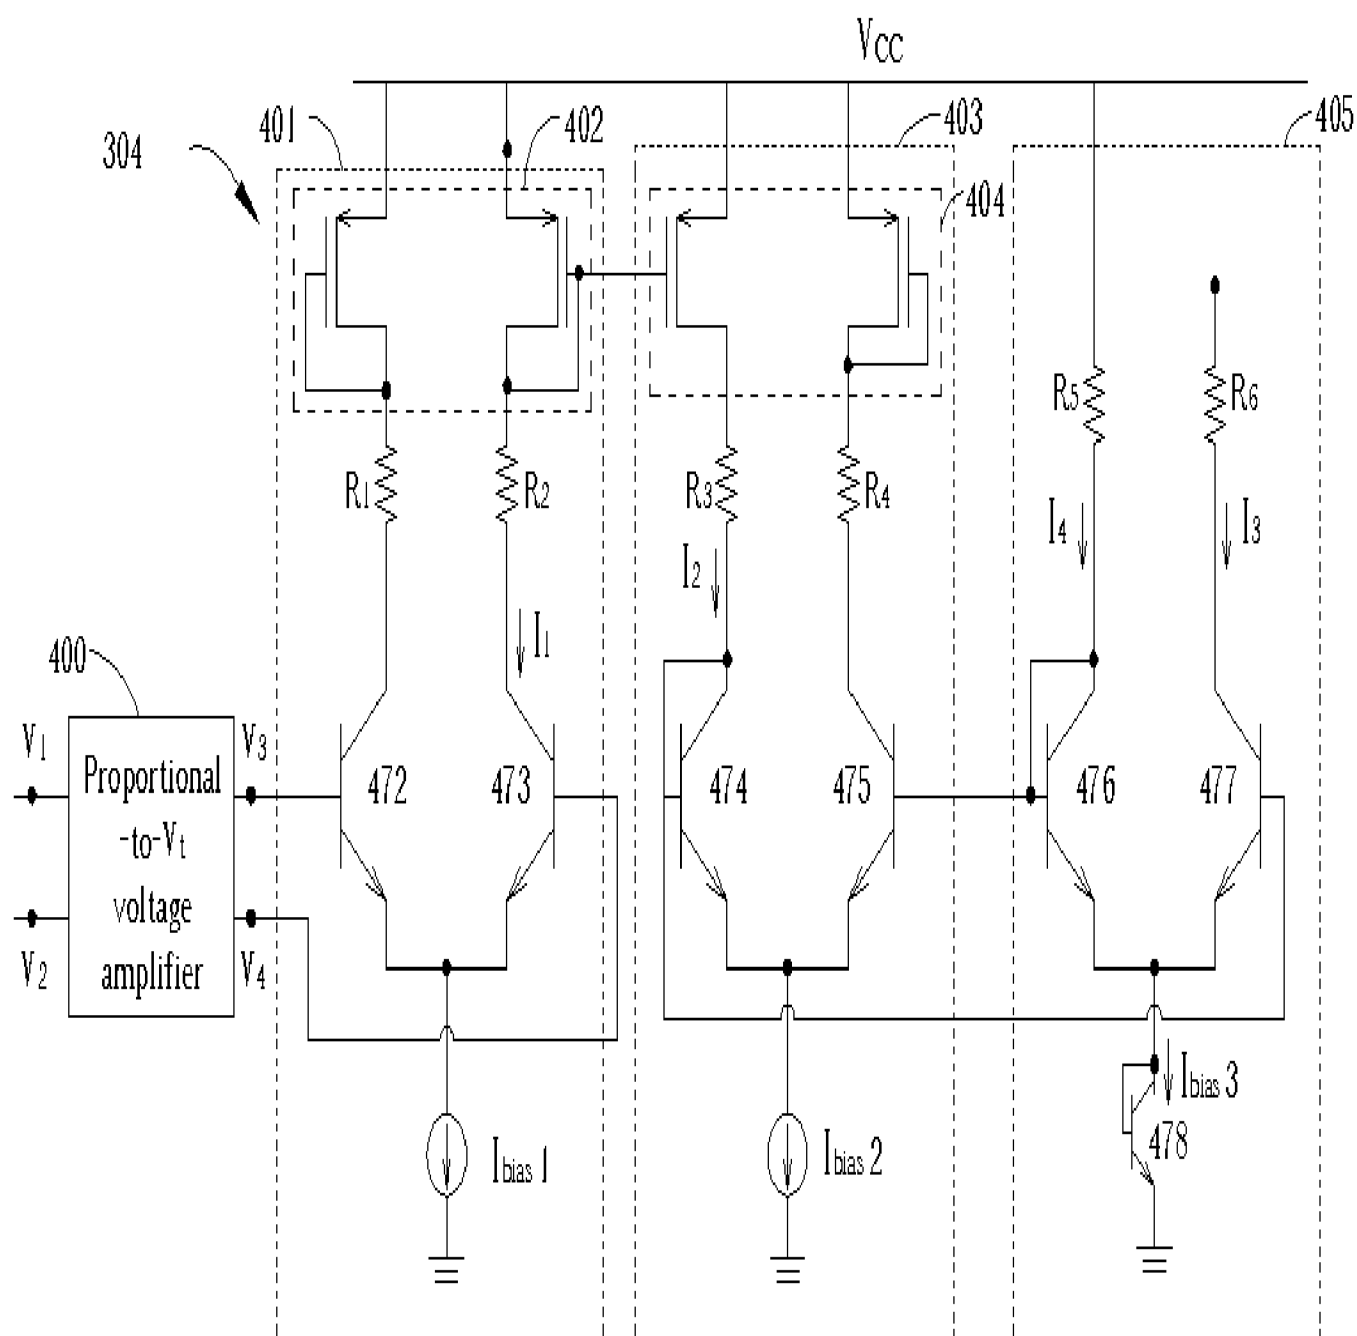 VCC
401
402
403
405
304
404
R5
R6
R1
R2
R3
R4
I4
I3
I2
I1
400
V1
V3
Proportional
-to-Vt
voltage
amplifier
472
473
474
475
476
477
V2
V4
Ibias 3
478
Ibias 1
Ibias 2